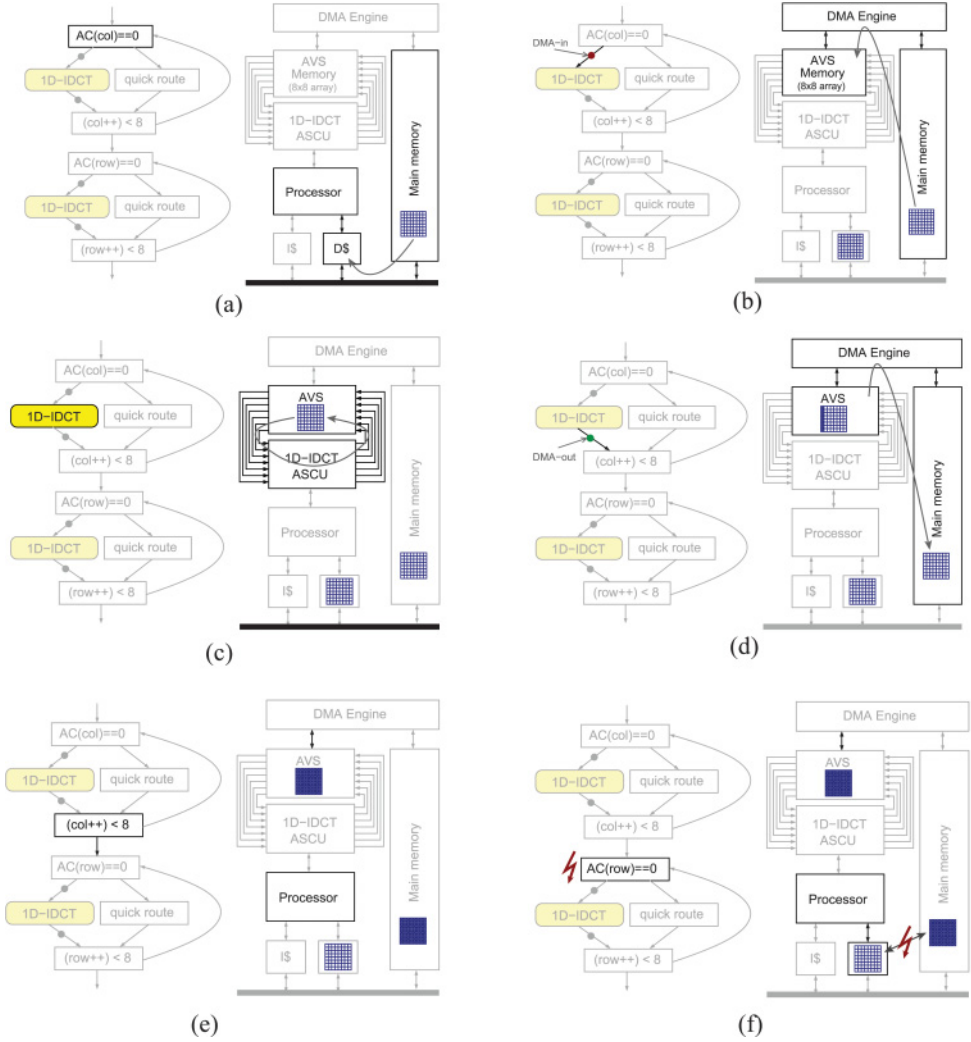 AC(col)==0
1D-IDCT
quick route
(col++) < 8
AC(row)==0
1D-IDCT
quick route
(row++) < 8
DMA Engine
AVS
Memory
(8x8 array)
1D-IDCT
ASCU
Processor
I$
D$
Main memory
(a)
DMA-in
AC(col)==0
1D-IDCT
quick route
(col++) < 8
AC(row)==0
1D-IDCT
quick route
(row++) < 8
DMA Engine
AVS
Memory
(8x8 array)
1D-IDCT
ASCU
Processor
I$
Main memory
(b)
AC(col)==0
1D-IDCT
quick route
(col++) < 8
AC(row)==0
1D-IDCT
quick route
(row++) < 8
DMA Engine
AVS
1D-IDCT
ASCU
Processor
I$
Main memory
(c)
AC(col)==0
1D-IDCT
quick route
DMA-out
(col++) < 8
AC(row)==0
1D-IDCT
quick route
(row++) < 8
DMA Engine
AVS
1D-IDCT
ASCU
Processor
I$
Main memory
(d)
AC(col)==0
1D-IDCT
quick route
(col++) < 8
AC(row)==0
1D-IDCT
quick route
(row++) < 8
DMA Engine
AVS
1D-IDCT
ASCU
Processor
I$
Main memory
(e)
AC(col)==0
1D-IDCT
quick route
(col++) < 8
AC(row)==0
1D-IDCT
quick route
(row++) < 8
DMA Engine
AVS
1D-IDCT
ASCU
Processor
I$
Main memory
(f)